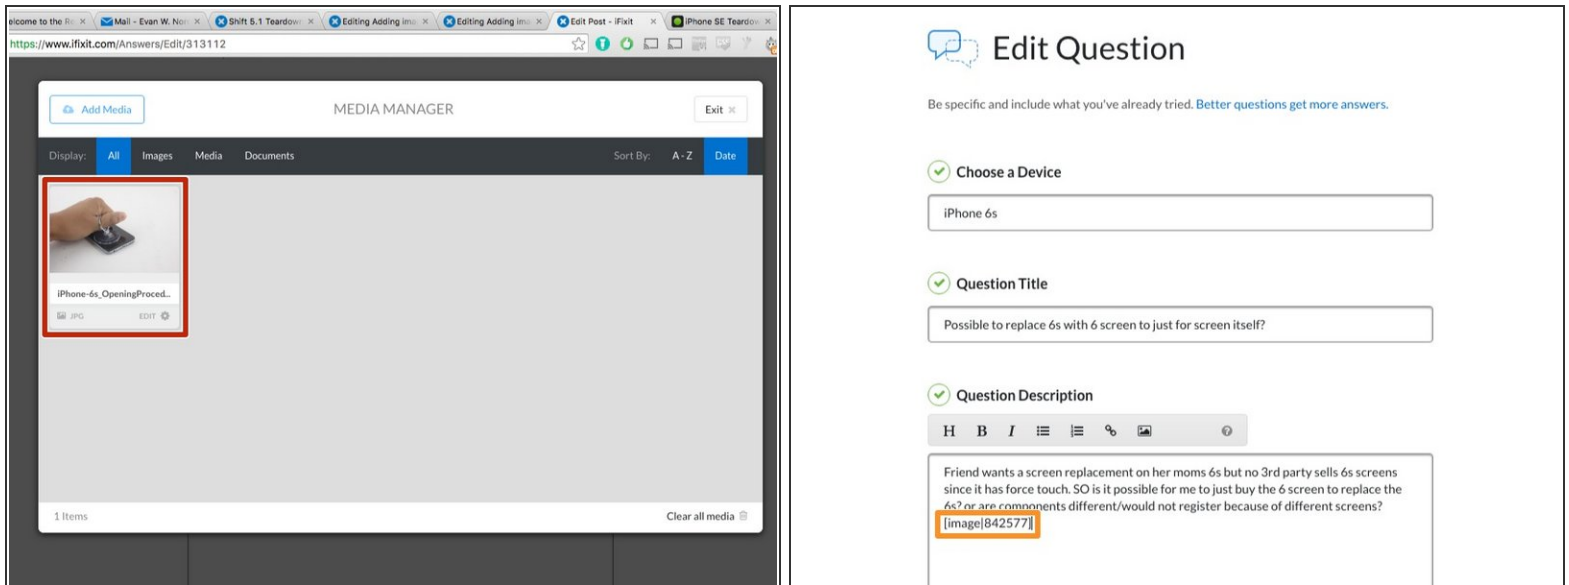 elcome to the Re
Mail - Evan W. Nor
Shift 5.1 Teardown
Editing Adding ima
Editing Adding ima
Edit Post - iFixit
iPhone SE Teardow
https://www.ifixit.com/Answers/Edit/313112
Add Media
MEDIA MANAGER
Exit ×
Display:
All
Images
Media
Documents
Sort By:
A - Z
Date
iPhone-6s_OpeningProced...
JPG
EDIT
1 Items
Clear all media
Edit Question
Be specific and include what you've already tried. Better questions get more answers.
Choose a Device
iPhone 6s
Question Title
Possible to replace 6s with 6 screen to just for screen itself?
Question Description
H B I
Friend wants a screen replacement on her moms 6s but no 3rd party sells 6s screens
since it has force touch. SO is it possible for me to just buy the 6 screen to replace the
6s? or are components different/would not register because of different screens?
[image|842577]